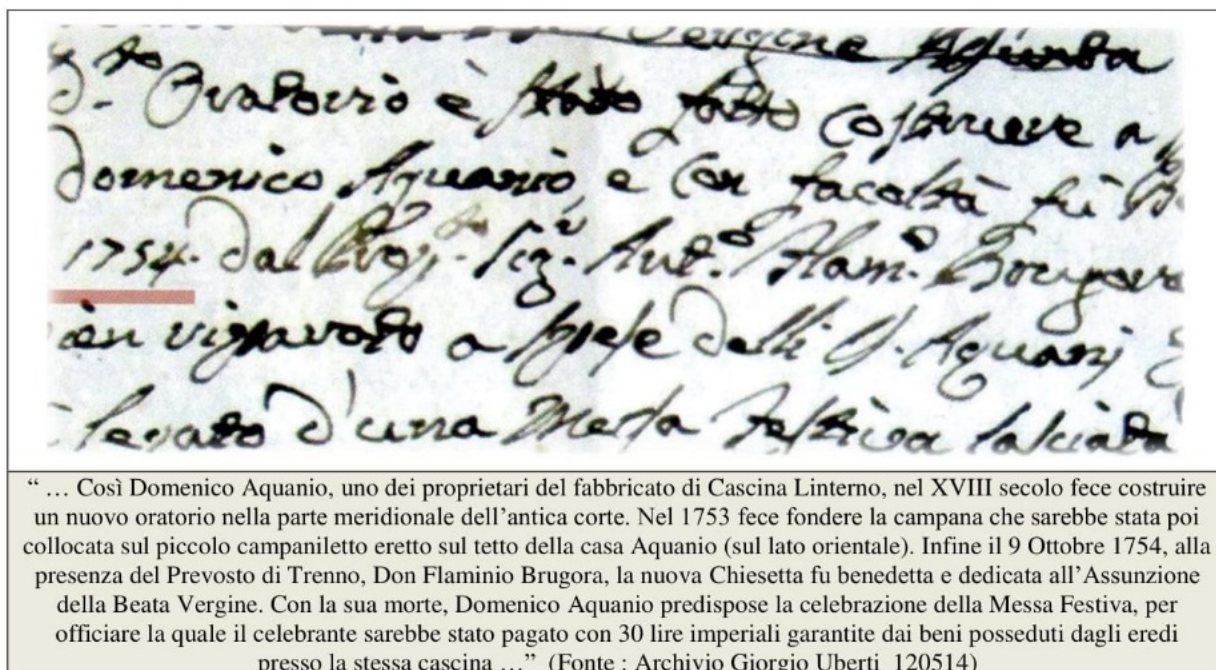 Vergine Assunta
d.to Oratorio è stato fatto costruere a
Domenico Aquanio, e con facoltà fù
1754. dal Sig.r Ant.o Flam.o
a spese delli S. Aquanj
levato d'una Messa Festiva lasciata
“ … Così Domenico Aquanio, uno dei proprietari del fabbricato di Cascina Linterno, nel XVIII secolo fece costruire
un nuovo oratorio nella parte meridionale dell’antica corte. Nel 1753 fece fondere la campana che sarebbe stata poi
collocata sul piccolo campaniletto eretto sul tetto della casa Aquanio (sul lato orientale). Infine il 9 Ottobre 1754, alla
presenza del Prevosto di Trenno, Don Flaminio Brugora, la nuova Chiesetta fu benedetta e dedicata all’Assunzione
della Beata Vergine. Con la sua morte, Domenico Aquanio predispose la celebrazione della Messa Festiva, per
officiare la quale il celebrante sarebbe stato pagato con 30 lire imperiali garantite dai beni posseduti dagli eredi
presso la stessa cascina …” (Fonte : Archivio Giorgio Uberti_120514)